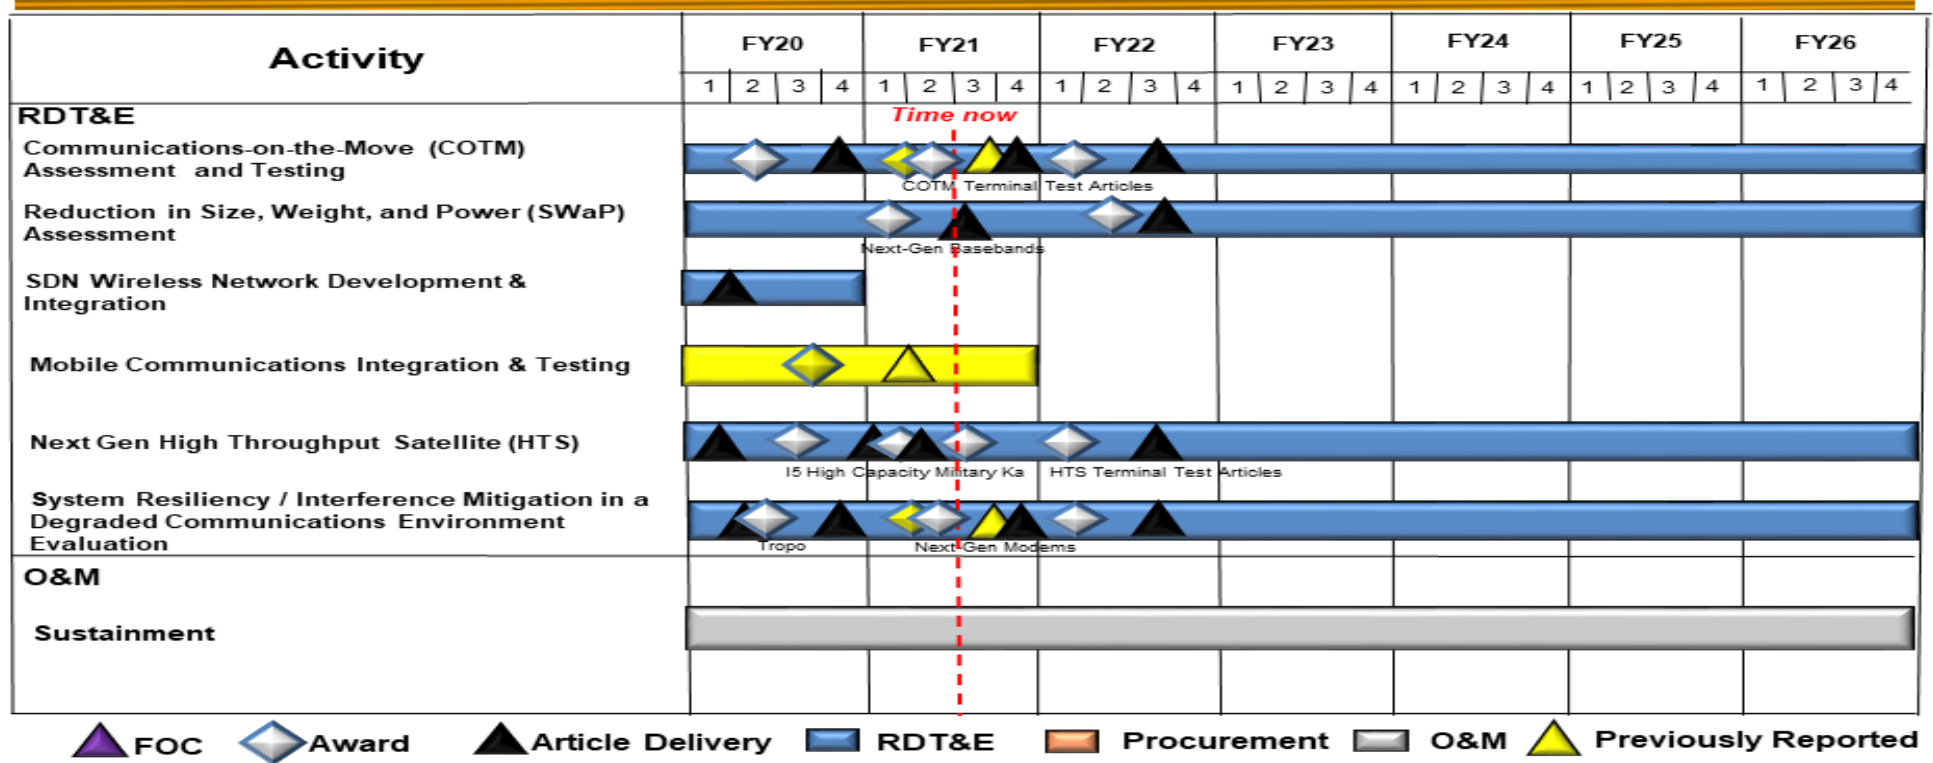 Activity
FY20 FY21 FY22 FY23 FY24 FY25 FY26
1 2 3 4 1 2 3 4 1 2 3 4 1 2 3 4 1 2 3 4 1 2 3 4 1 2 3 4
RDT&E
Time now
Communications-on-the-Move (COTM)
Assessment and Testing
COTM Terminal Test Articles
Reduction in Size, Weight, and Power (SWaP)
Assessment
Next-Gen Basebands
SDN Wireless Network Development &
Integration
Mobile Communications Integration & Testing
Next Gen High Throughput Satellite (HTS)
I5 High Capacity Military Ka HTS Terminal Test Articles
System Resiliency / Interference Mitigation in a
Degraded Communications Environment
Evaluation
Tropo Next-Gen Modems
O&M
Sustainment
FOC Award Article Delivery RDT&E Procurement O&M Previously Reported